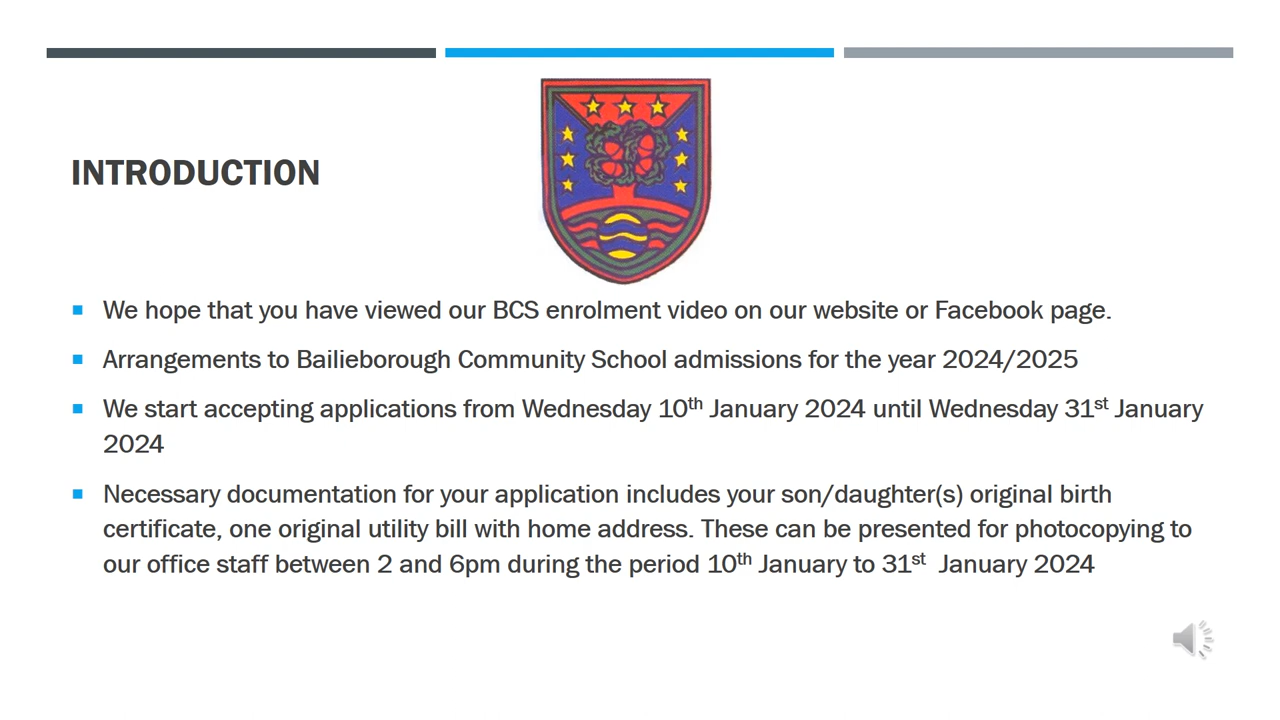 INTRODUCTION
We hope that you have viewed our BCS enrolment video on our website or Facebook page.
Arrangements to Bailieborough Community School admissions for the year 2024/2025
We start accepting applications from Wednesday 10th January 2024 until Wednesday 31st January
2024
Necessary documentation for your application includes your son/daughter(s) original birth
certificate, one original utility bill with home address. These can be presented for photocopying to
our office staff between 2 and 6pm during the period 10th January to 31st January 2024